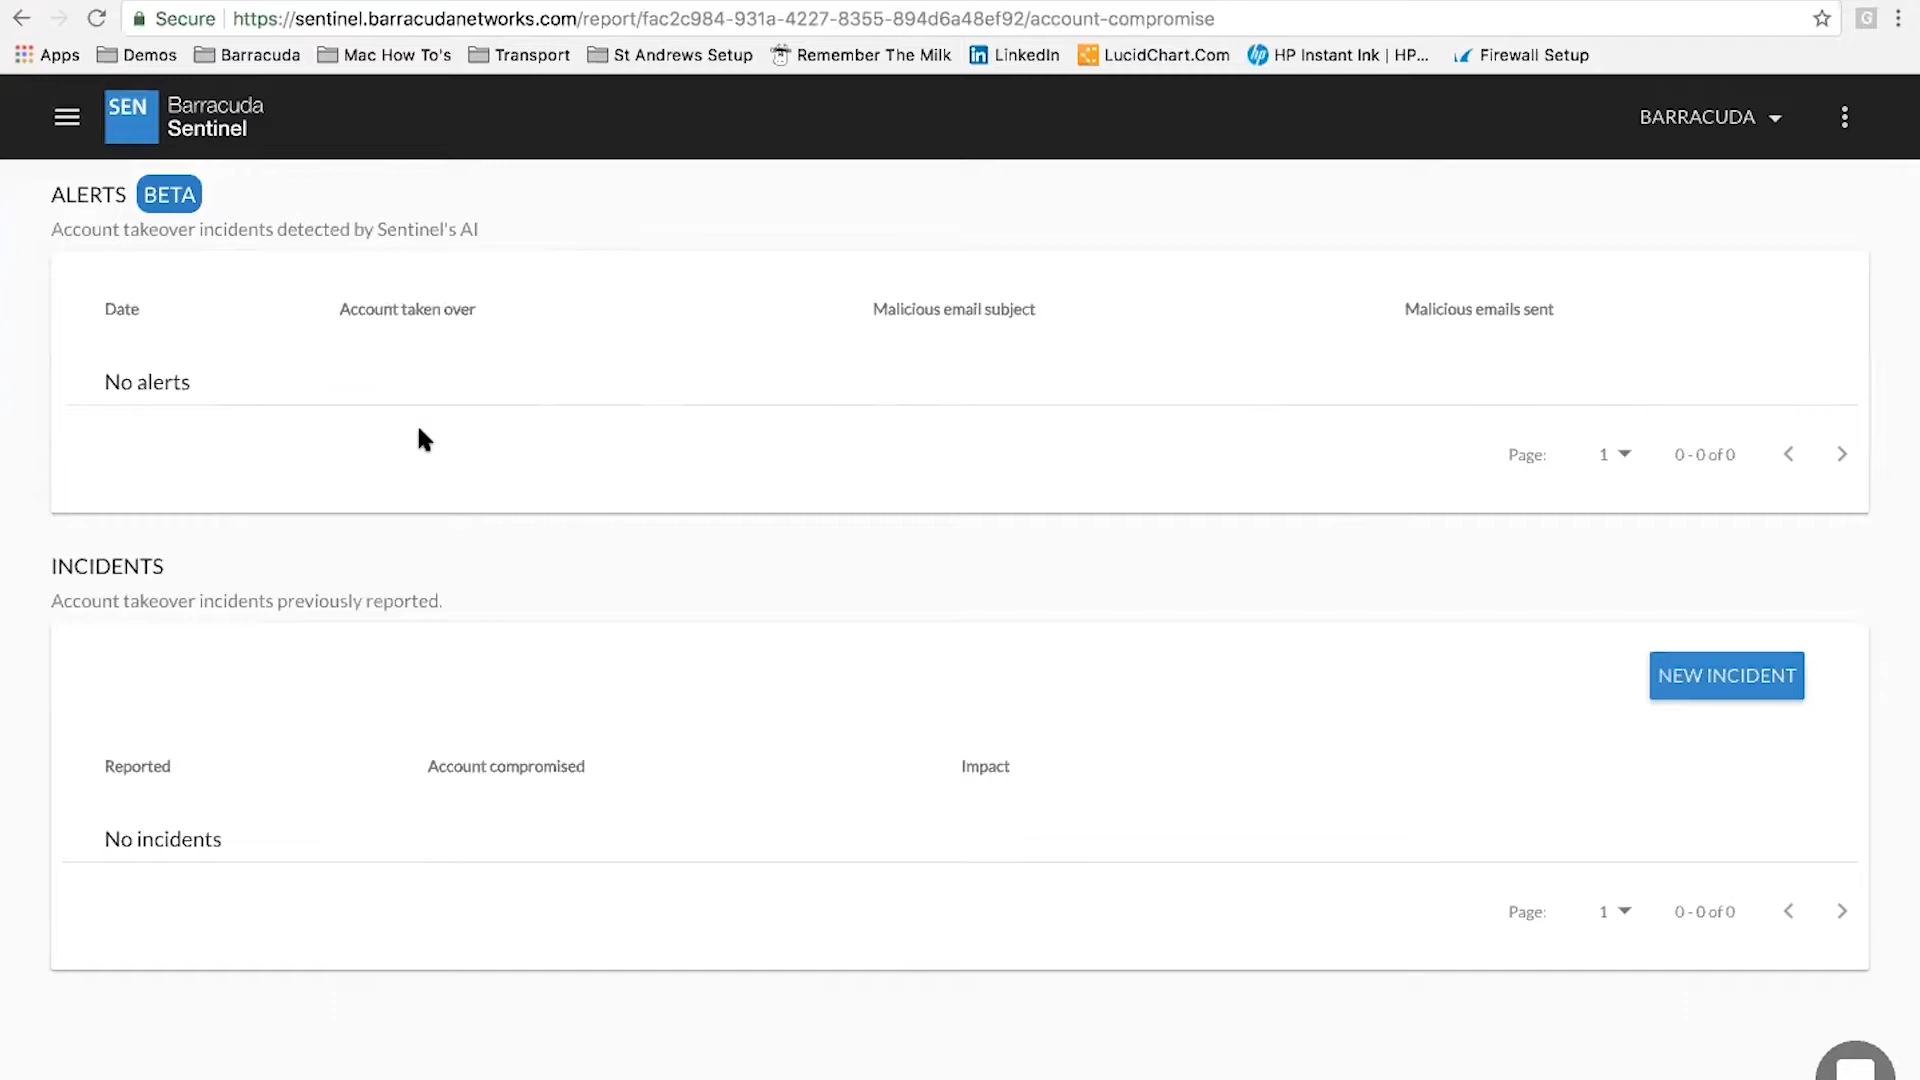 Secure https://sentinel.barracudanetworks.com/report/fac2c984-931a-4227-8355-894d6a48ef92/account-compromise G
Apps Demos Barracuda Mac How To's Transport St Andrews Setup Remember The Milk in LinkedIn LucidChart.Com hp HP Instant Ink | HP... Firewall Setup
SEN Barracuda Sentinel BARRACUDA
ALERTS BETA
Account takeover incidents detected by Sentinel's AI
Date Account taken over Malicious email subject Malicious emails sent
No alerts
Page: 1 0 - 0 of 0
INCIDENTS
Account takeover incidents previously reported.
NEW INCIDENT
Reported Account compromised Impact
No incidents
Page: 1 0 - 0 of 0